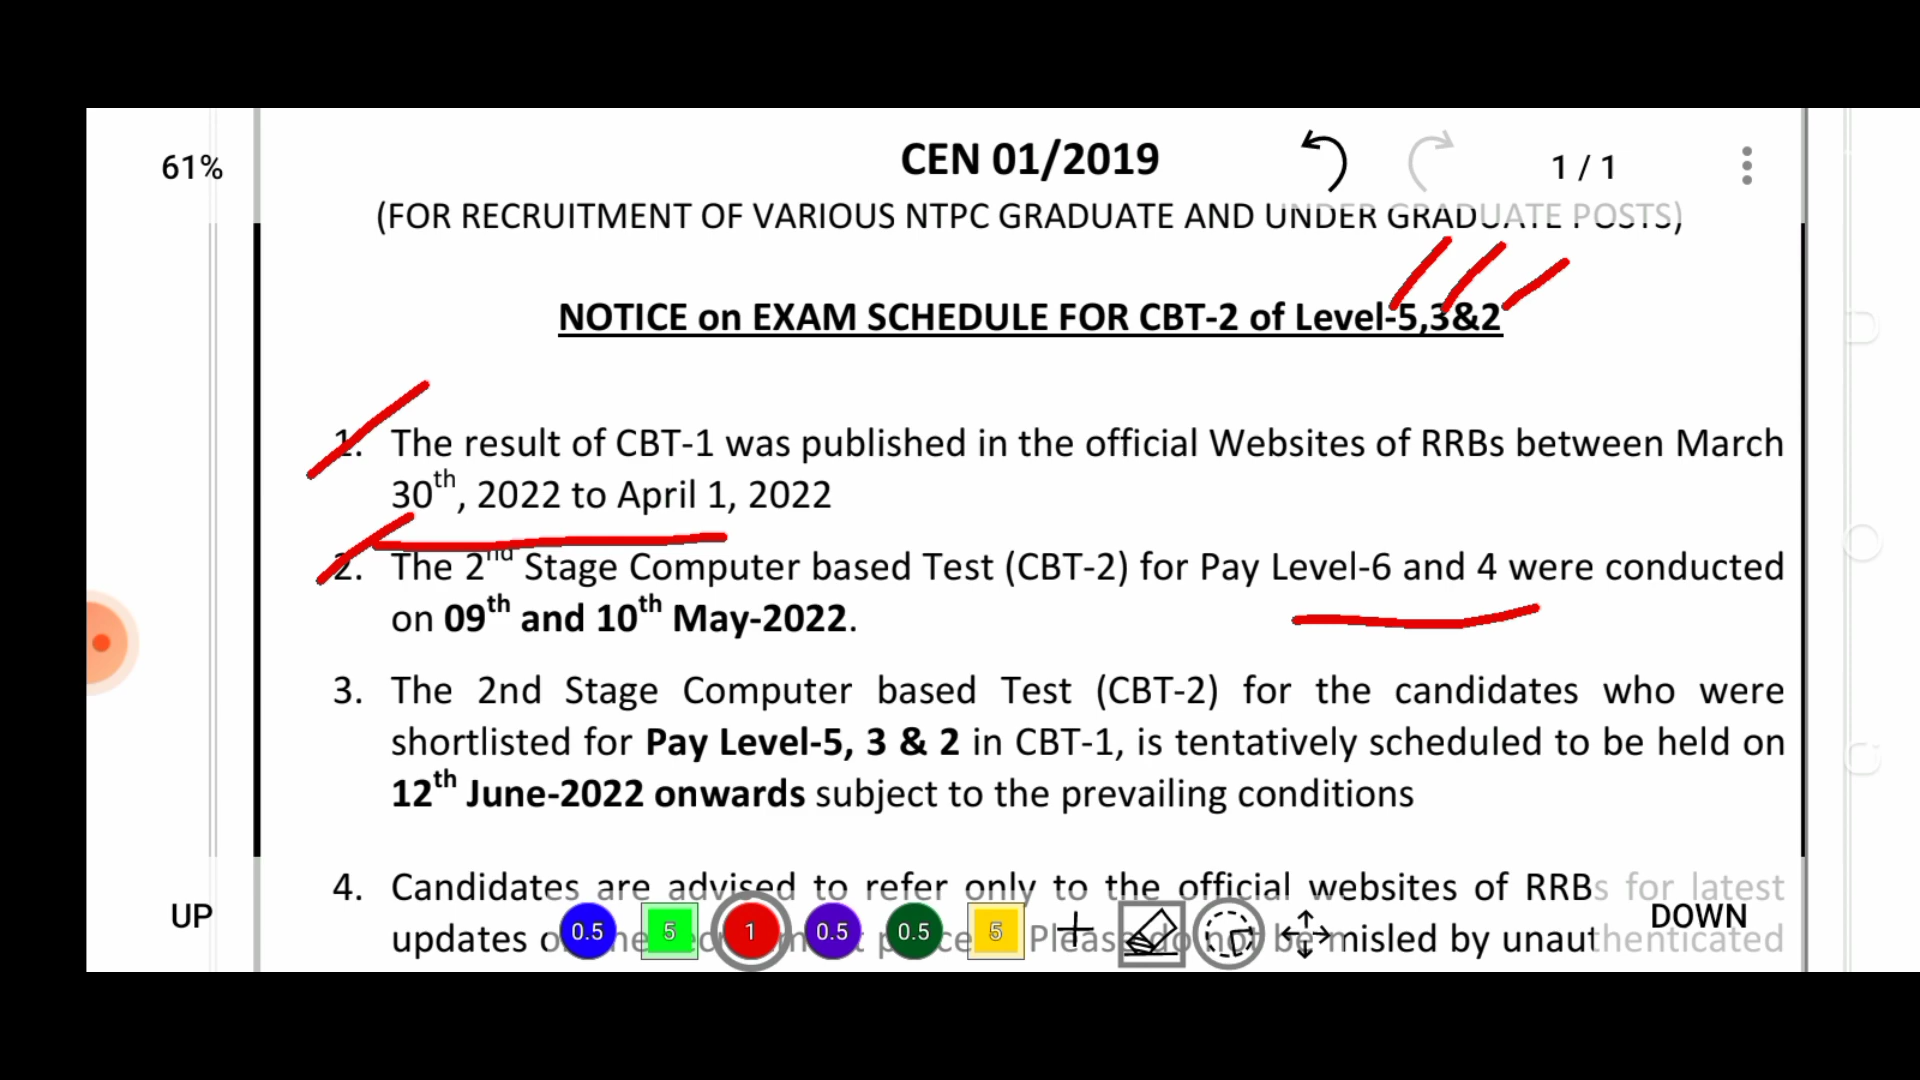 CEN 01/2019
61%
1 / 1
(FOR RECRUITMENT OF VARIOUS NTPC GRADUATE AND UNDER GRADUATE POSTS)
NOTICE on EXAM SCHEDULE FOR CBT-2 of Level-5,3&2
1. The result of CBT-1 was published in the official Websites of RRBs between March
30th, 2022 to April 1, 2022
2. The 2nd Stage Computer based Test (CBT-2) for Pay Level-6 and 4 were conducted
on 09th and 10th May-2022.
3. The 2nd Stage Computer based Test (CBT-2) for the candidates who were
shortlisted for Pay Level-5, 3 & 2 in CBT-1, is tentatively scheduled to be held on
12th June-2022 onwards subject to the prevailing conditions
4. Candidates are advised to refer only to the official websites of RRBs for latest
UP
DOWN
updates Please do not be misled by unauthenticated
0.5 5 1 0.5 0.5 5